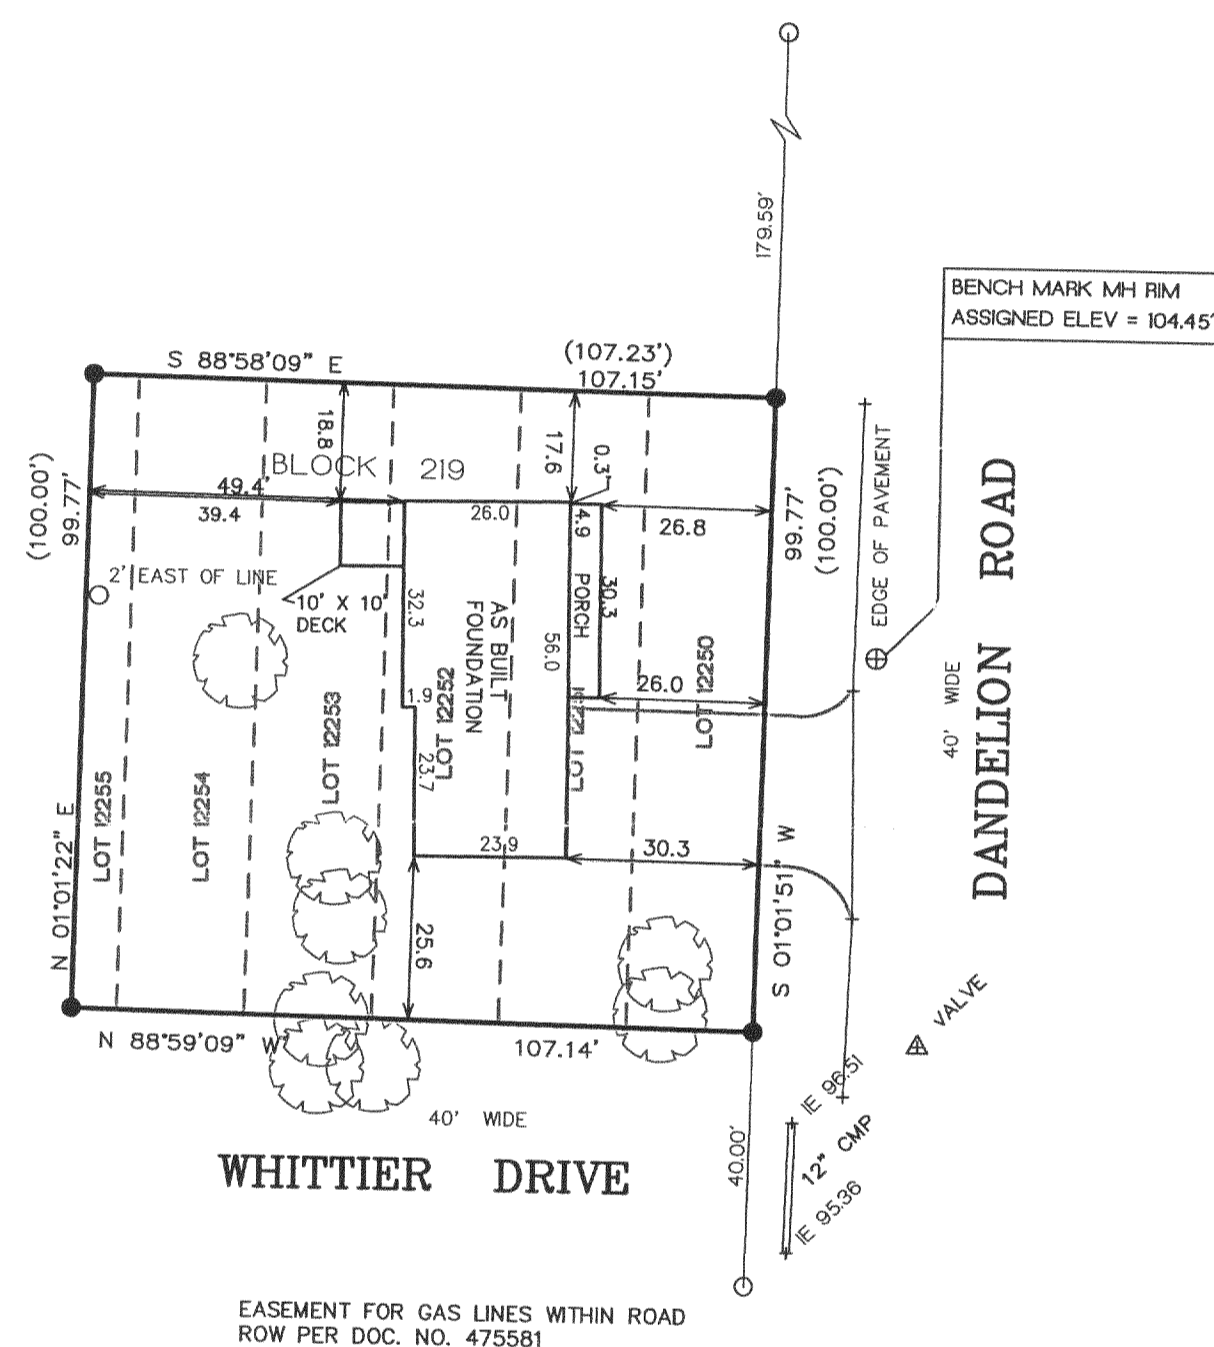 179.59'
BENCH MARK MH RIM
ASSIGNED ELEV = 104.45'
S 88°58'09" E
(107.23')
107.15'
18.8
17.6
0.3'
BLOCK 219
49.4'
39.4
26.0
4.9
26.8
(100.00')
99.77'
99.77'
(100.00')
EDGE OF PAVEMENT
2' EAST OF LINE
10' X 10'
DECK
32.3
AS BUILT
FOUNDATION
56.0
PORCH
30.3
26.0
1.9
23.7
LOT 12255
LOT 12254
LOT 12253
LOT 12252
LOT
LOT 12250
40' WIDE
DANDELION ROAD
23.9
30.3
25.6
N 01°01'22" E
S 01°01'51" W
N 88°59'09" W
107.14'
VALVE
IE 96.51
12" CMP
IE 95.36
40' WIDE
WHITTIER DRIVE
40.00'
EASEMENT FOR GAS LINES WITHIN ROAD
ROW PER DOC. NO. 475581